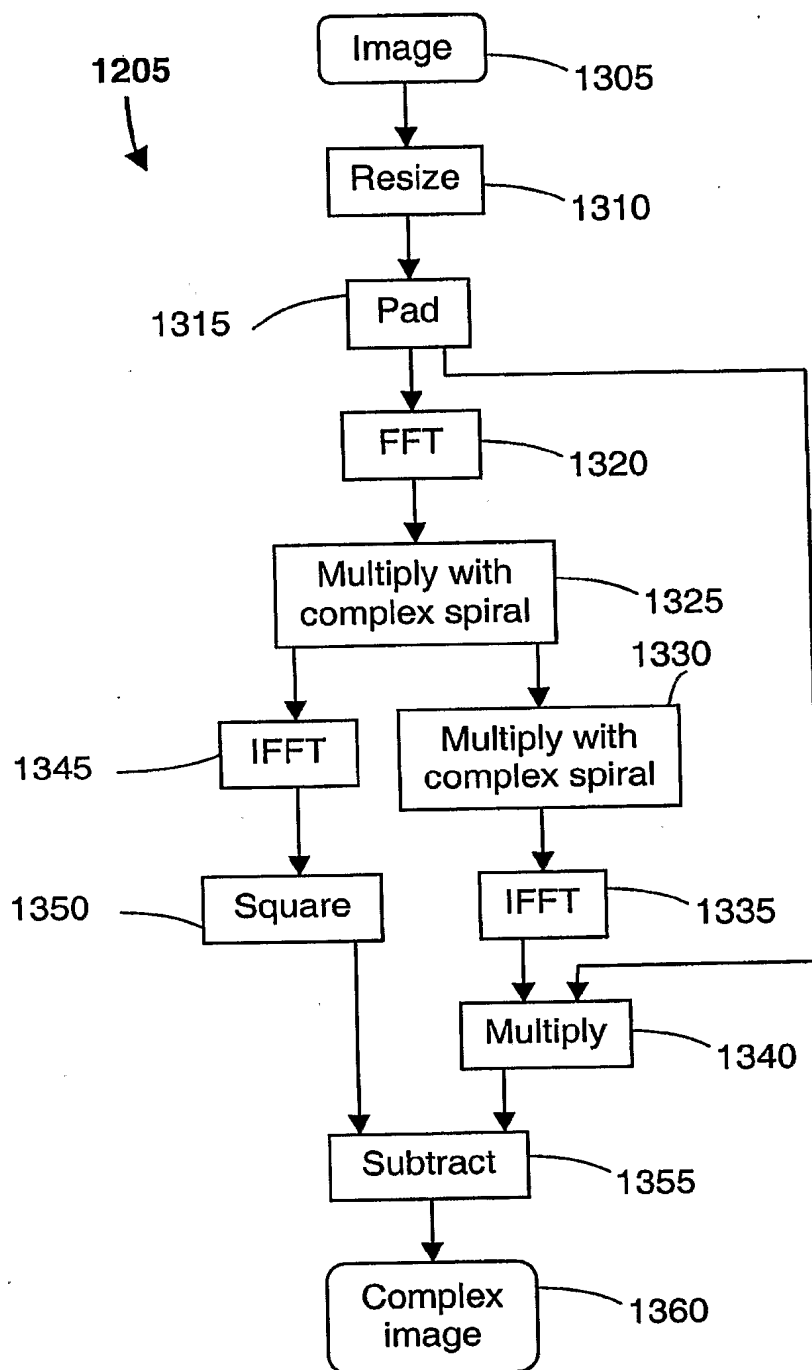 1205
Image
1305
Resize
1310
Pad
1315
FFT
1320
Multiply with
complex spiral
1325
1330
IFFT
1345
Multiply with
complex spiral
Square
1350
IFFT
1335
Multiply
1340
Subtract
1355
Complex
image
1360